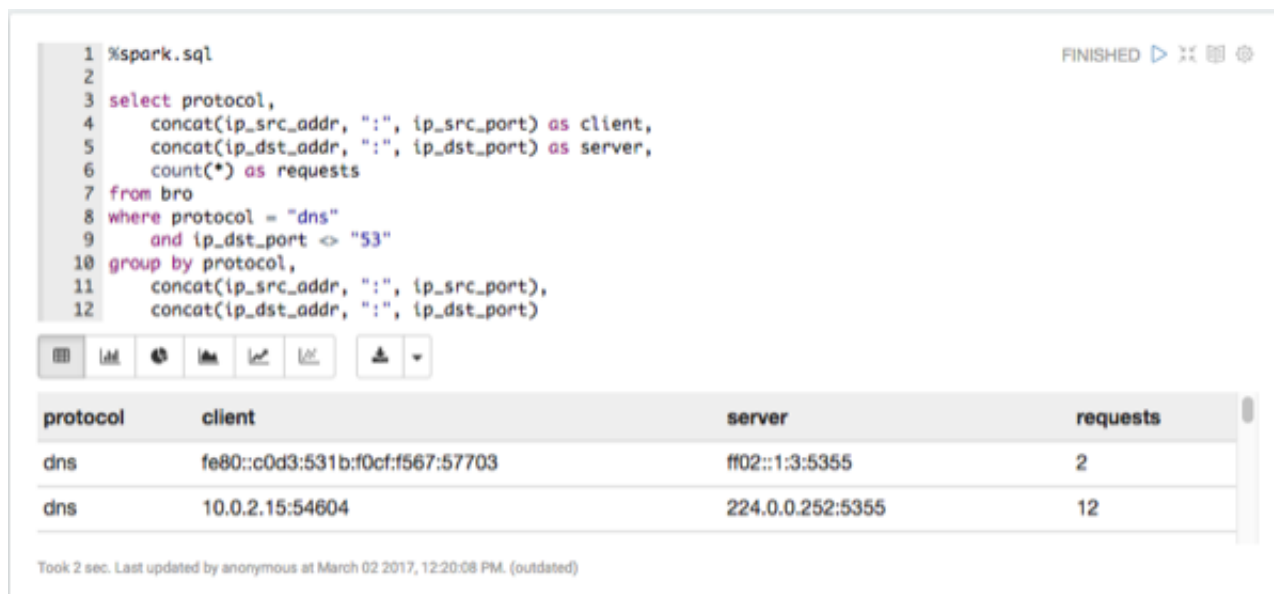 1 %spark.sql
FINISHED
2
3 select protocol,
4 concat(ip_src_addr, ":", ip_src_port) as client,
5 concat(ip_dst_addr, ":", ip_dst_port) as server,
6 count(*) as requests
7 from bro
8 where protocol = "dns"
9 and ip_dst_port <> "53"
10 group by protocol,
11 concat(ip_src_addr, ":", ip_src_port),
12 concat(ip_dst_addr, ":", ip_dst_port)
protocol client server requests
dns fe80::c0d3:531b:f0cf:f567:57703 ff02::1:3:5355 2
dns 10.0.2.15:54604 224.0.0.252:5355 12
Took 2 sec. Last updated by anonymous at March 02 2017, 12:20:08 PM. (outdated)